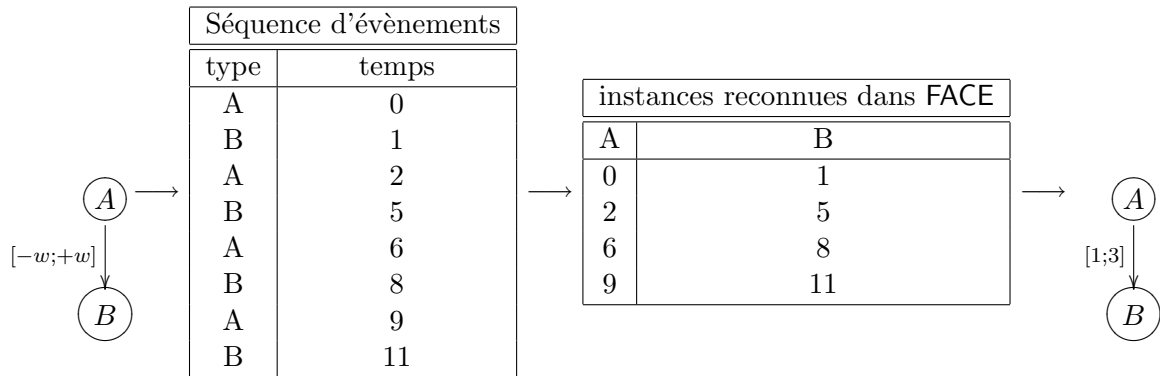 Séquence d'évènements
type temps
A 0
B 1
A 2
B 5
A 6
B 8
A 9
B 11
A
[−w;+w]
B
instances reconnues dans FACE
A B
0 1
2 5
6 8
9 11
A
[1;3]
B